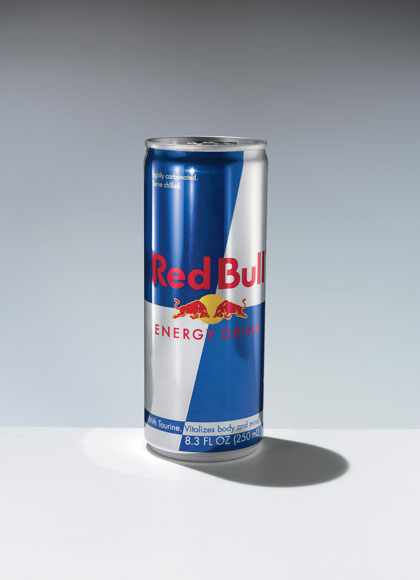 lightly carbonated.
Serve chilled.
Red Bull
ENERGY DRINK
With Taurine. Vitalizes body and mind.
8.3 FL OZ (250 mL)